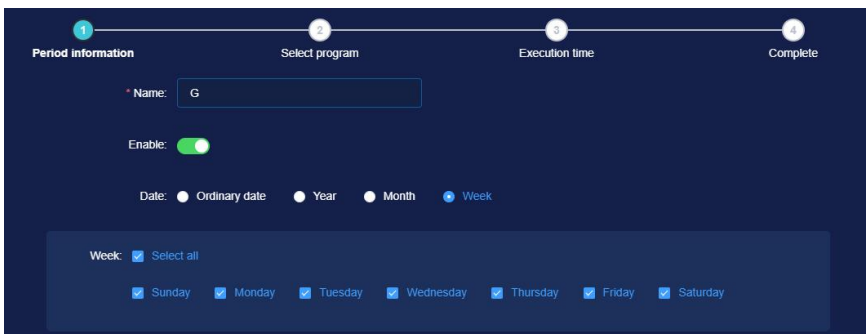 1 2 3 4
Period information Select program Execution time Complete
* Name: G
Enable:
Date: Ordinary date Year Month Week
Week: Select all
Sunday Monday Tuesday Wednesday Thursday Friday Saturday